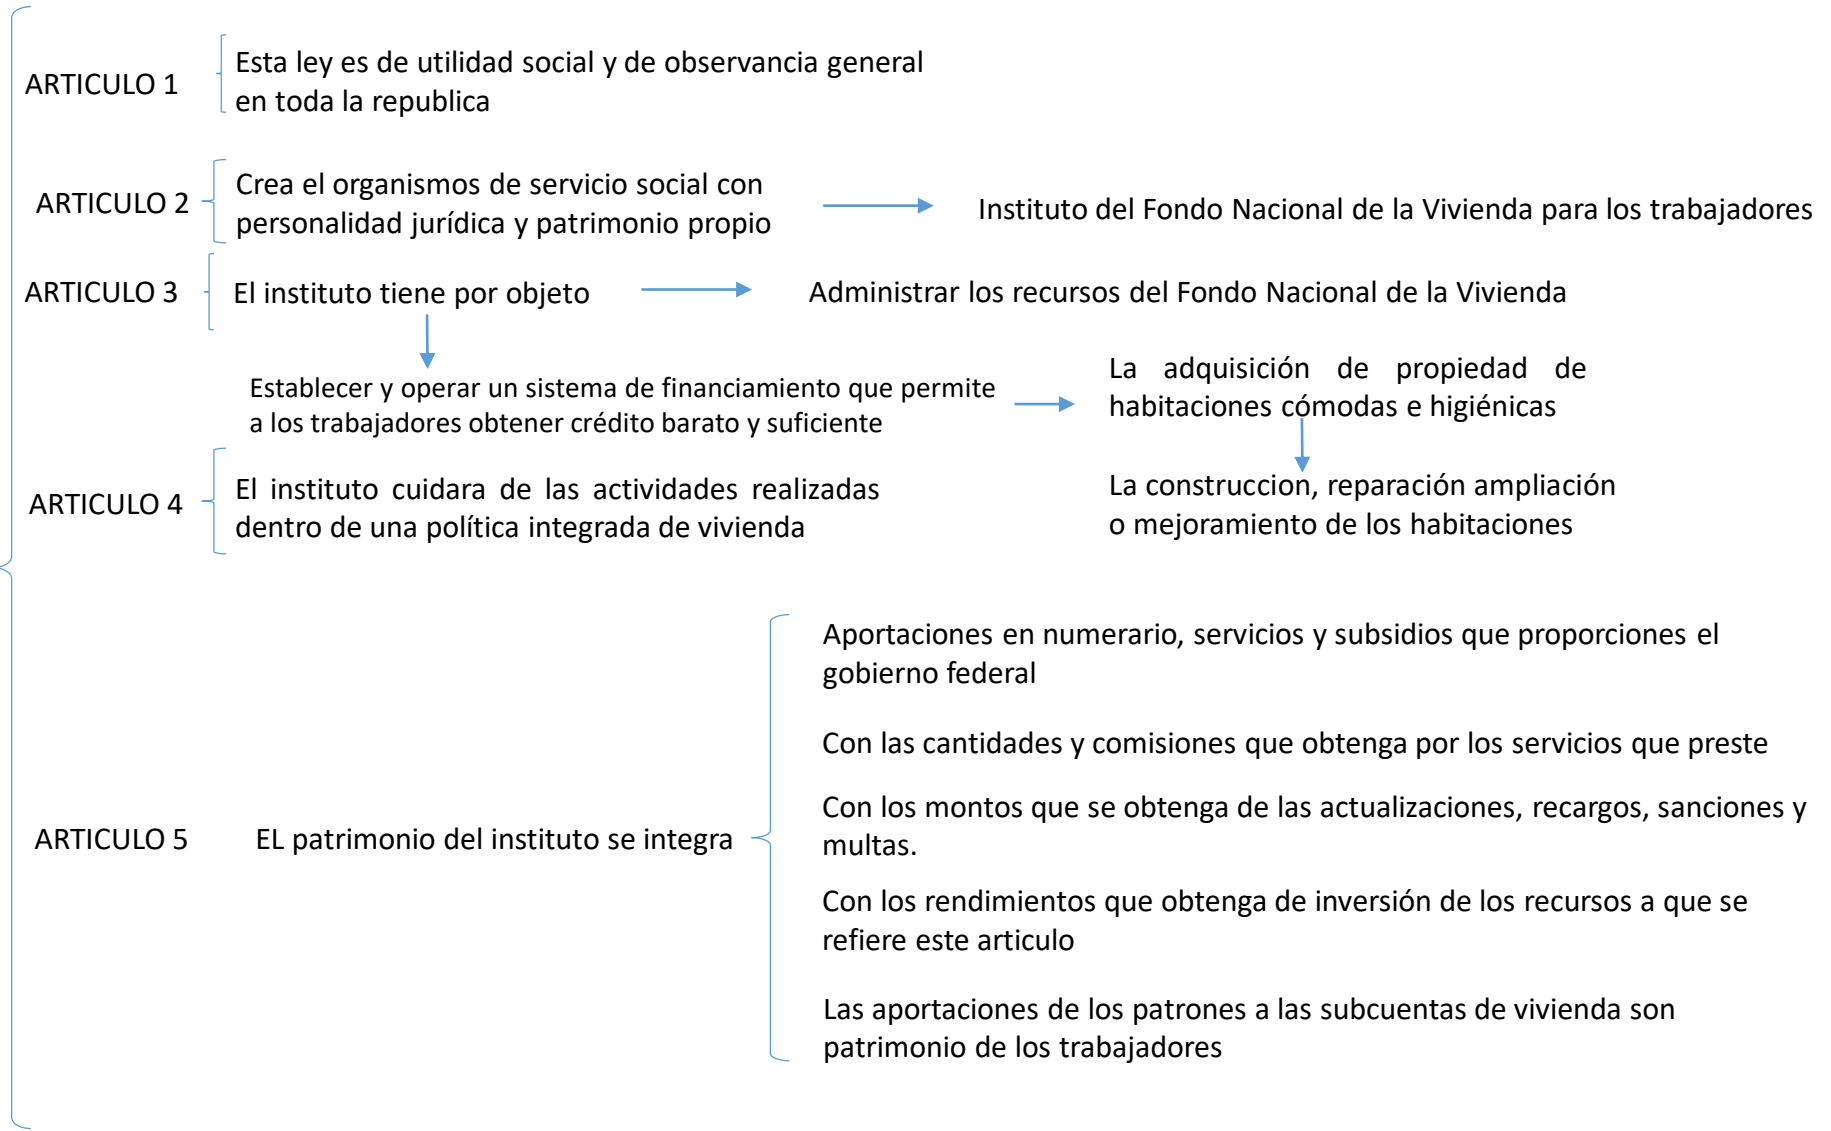 ARTICULO 1
Esta ley es de utilidad social y de observancia general
en toda la republica
ARTICULO 2
Crea el organismos de servicio social con
personalidad jurídica y patrimonio propio
Instituto del Fondo Nacional de la Vivienda para los trabajadores
ARTICULO 3
El instituto tiene por objeto
Administrar los recursos del Fondo Nacional de la Vivienda
Establecer y operar un sistema de financiamiento que permite
a los trabajadores obtener crédito barato y suficiente
La adquisición de propiedad de
habitaciones cómodas e higiénicas
La construccion, reparación ampliación
o mejoramiento de los habitaciones
ARTICULO 4
El instituto cuidara de las actividades realizadas
dentro de una política integrada de vivienda
ARTICULO 5
EL patrimonio del instituto se integra
Aportaciones en numerario, servicios y subsidios que proporciones el
gobierno federal
Con las cantidades y comisiones que obtenga por los servicios que preste
Con los montos que se obtenga de las actualizaciones, recargos, sanciones y
multas.
Con los rendimientos que obtenga de inversión de los recursos a que se
refiere este articulo
Las aportaciones de los patrones a las subcuentas de vivienda son
patrimonio de los trabajadores